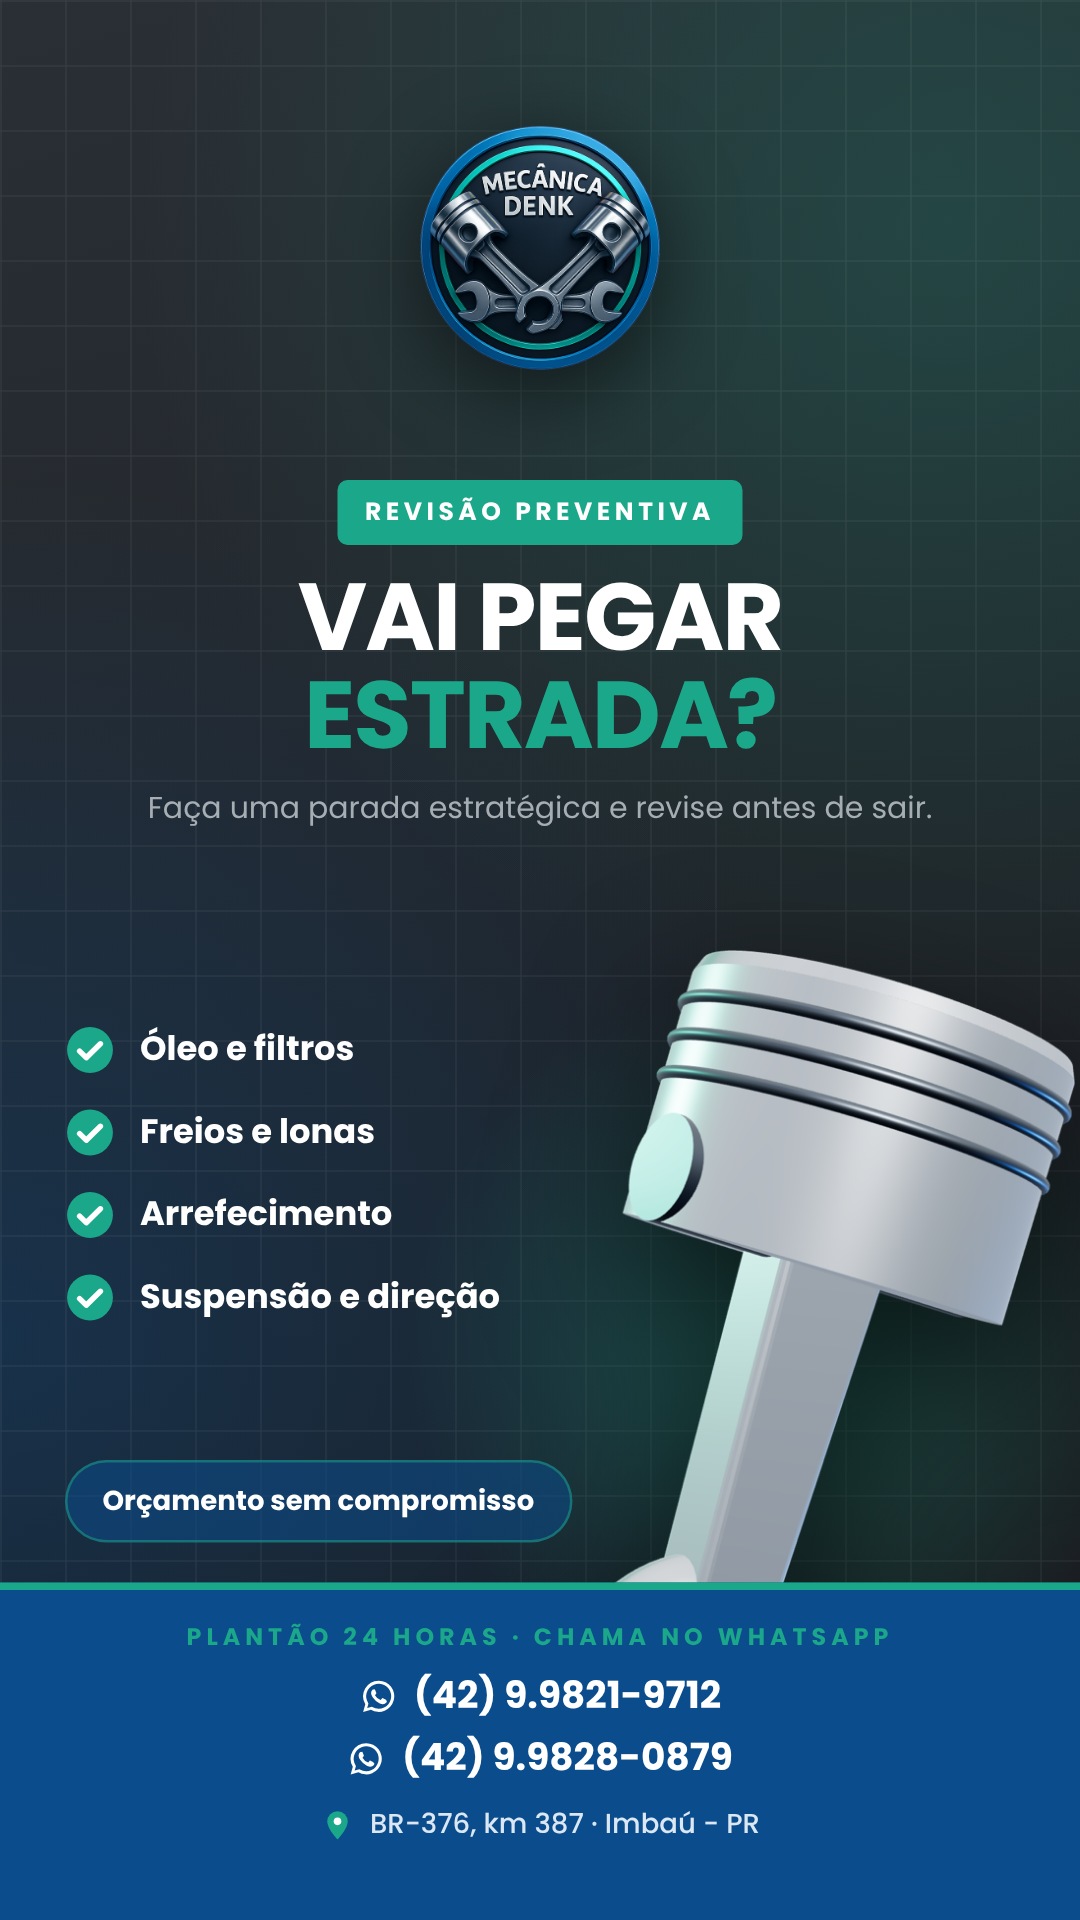 MECÂNICA
DENK
REVISÃO PREVENTIVA
VAI PEGAR
ESTRADA?
Faça uma parada estratégica e revise antes de sair.
Óleo e filtros
Freios e lonas
Arrefecimento
Suspensão e direção
Orçamento sem compromisso
PLANTÃO 24 HORAS · CHAMA NO WHATSAPP
(42) 9.9821-9712
(42) 9.9828-0879
BR-376, km 387 · Imbaú - PR